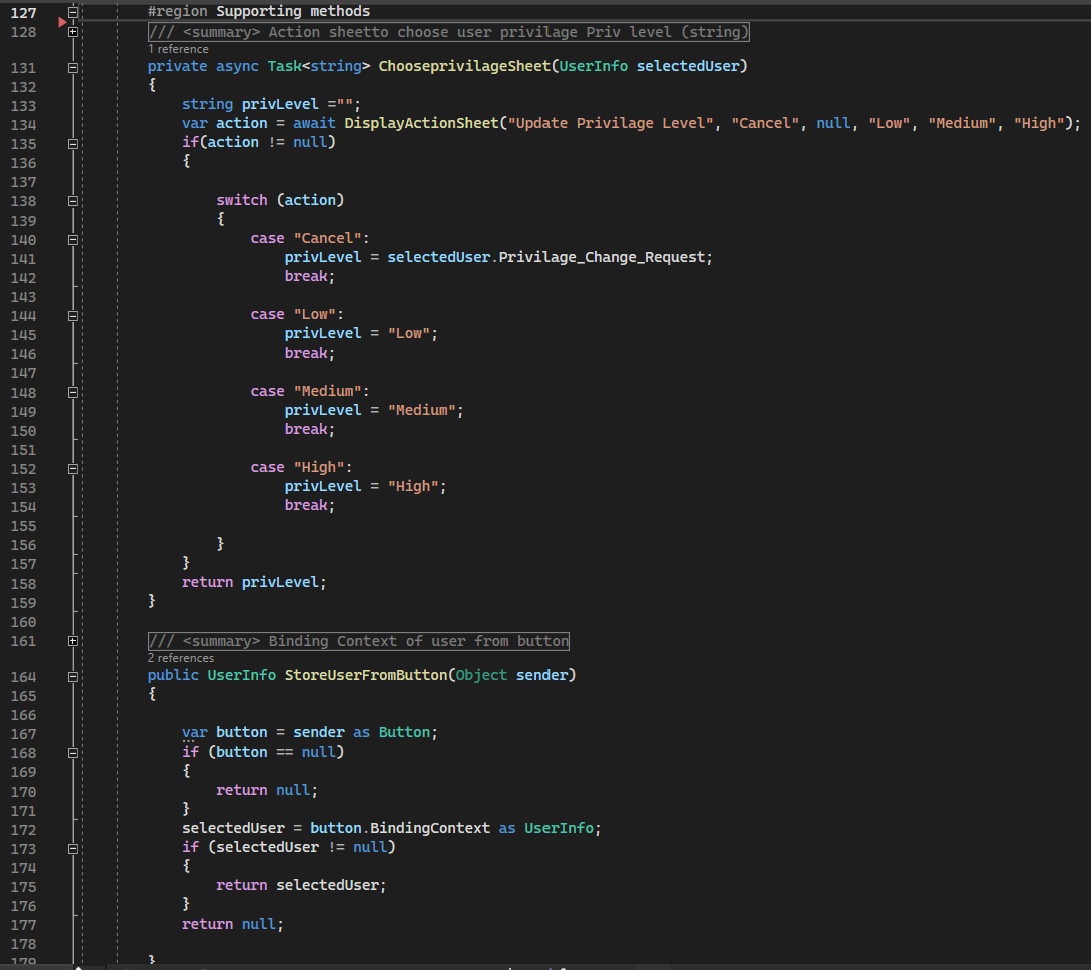 127 #region Supporting methods
128 /// <summary> Action sheetto choose user privilage Priv level (string)
1 reference
131 private async Task<string> ChooseprivilageSheet(UserInfo selectedUser)
132 {
133 string privLevel ="";
134 var action = await DisplayActionSheet("Update Privilage Level", "Cancel", null, "Low", "Medium", "High");
135 if(action != null)
136 {
137
138 switch (action)
139 {
140 case "Cancel":
141 privLevel = selectedUser.Privilage_Change_Request;
142 break;
143
144 case "Low":
145 privLevel = "Low";
146 break;
147
148 case "Medium":
149 privLevel = "Medium";
150 break;
151
152 case "High":
153 privLevel = "High";
154 break;
155
156 }
157 }
158 return privLevel;
159 }
160
161 /// <summary> Binding Context of user from button
2 references
164 public UserInfo StoreUserFromButton(Object sender)
165 {
166
167 var button = sender as Button;
168 if (button == null)
169 {
170 return null;
171 }
172 selectedUser = button.BindingContext as UserInfo;
173 if (selectedUser != null)
174 {
175 return selectedUser;
176 }
177 return null;
178
179 }